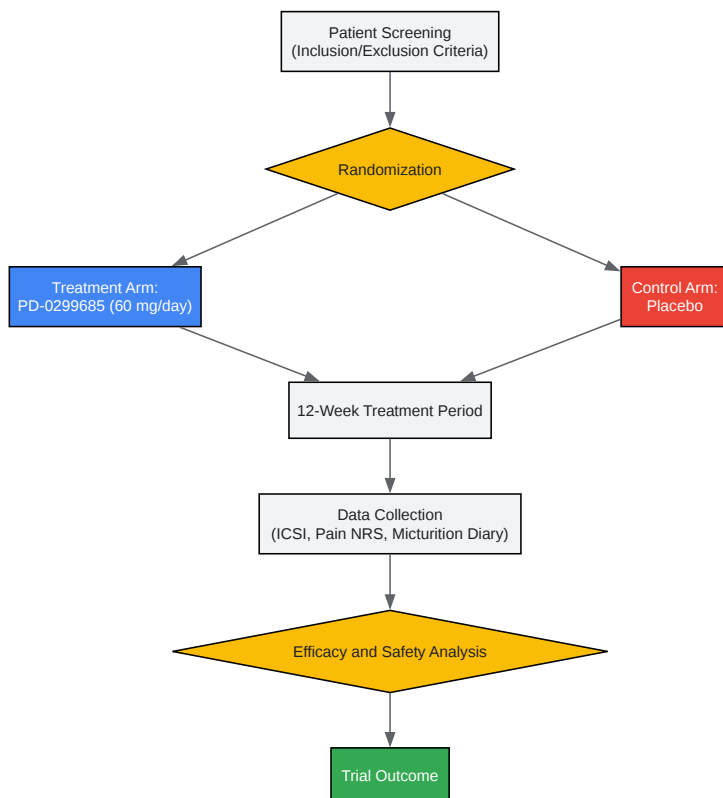 Patient Screening
(Inclusion/Exclusion Criteria)
Randomization
Treatment Arm:
PD-0299685 (60 mg/day)
Control Arm:
Placebo
12-Week Treatment Period
Data Collection
(ICSI, Pain NRS, Micturition Diary)
Efficacy and Safety Analysis
Trial Outcome